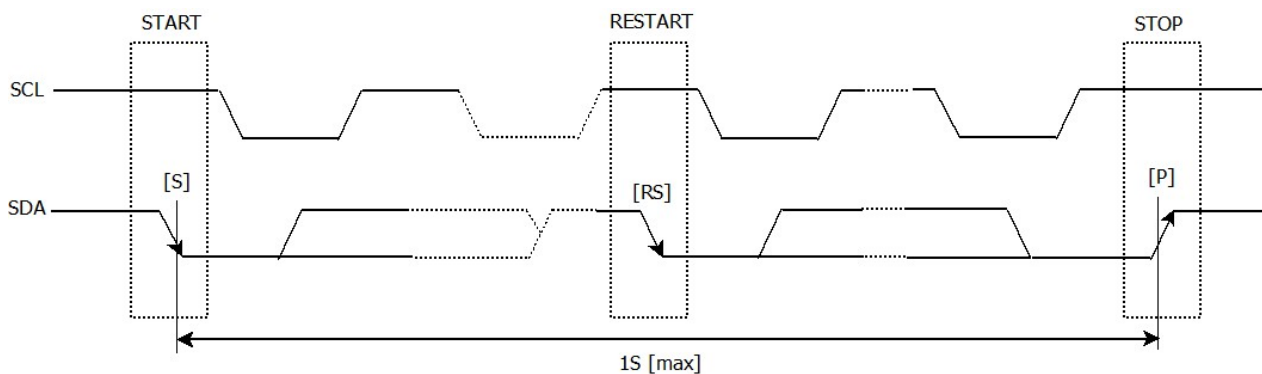 START RESTART STOP
SCL
[S] [RS] [P]
SDA
1S [max]